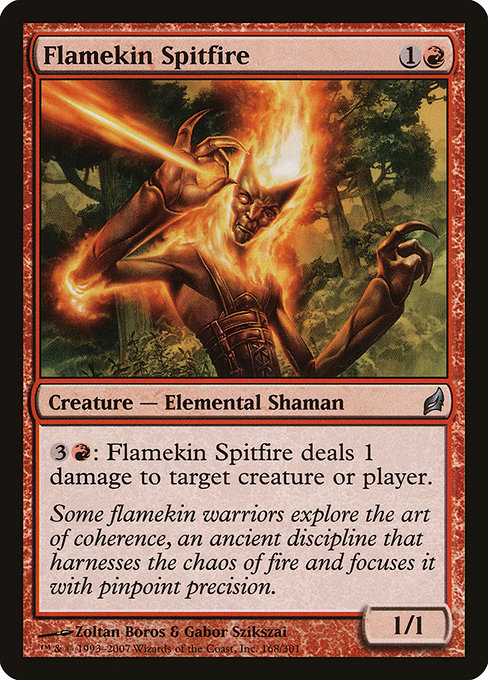 Flamekin Spitfire 1
Creature — Elemental Shaman
3: Flamekin Spitfire deals 1
damage to target creature or player.
Some flamekin warriors explore the art
of coherence, an ancient discipline that
harnesses the chaos of fire and focuses it
with pinpoint precision.
Zoltan Boros & Gabor Szikszai
1/1
™ & © 1993–2007 Wizards of the Coast, Inc. 168/301